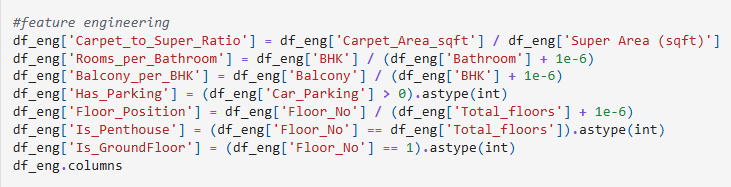 #feature engineering
df_eng['Carpet_to_Super_Ratio'] = df_eng['Carpet_Area_sqft'] / df_eng['Super Area (sqft)']
df_eng['Rooms_per_Bathroom'] = df_eng['BHK'] / (df_eng['Bathroom'] + 1e-6)
df_eng['Balcony_per_BHK'] = df_eng['Balcony'] / (df_eng['BHK'] + 1e-6)
df_eng['Has_Parking'] = (df_eng['Car_Parking'] > 0).astype(int)
df_eng['Floor_Position'] = df_eng['Floor_No'] / (df_eng['Total_floors'] + 1e-6)
df_eng['Is_Penthouse'] = (df_eng['Floor_No'] == df_eng['Total_floors']).astype(int)
df_eng['Is_GroundFloor'] = (df_eng['Floor_No'] == 1).astype(int)
df_eng.columns